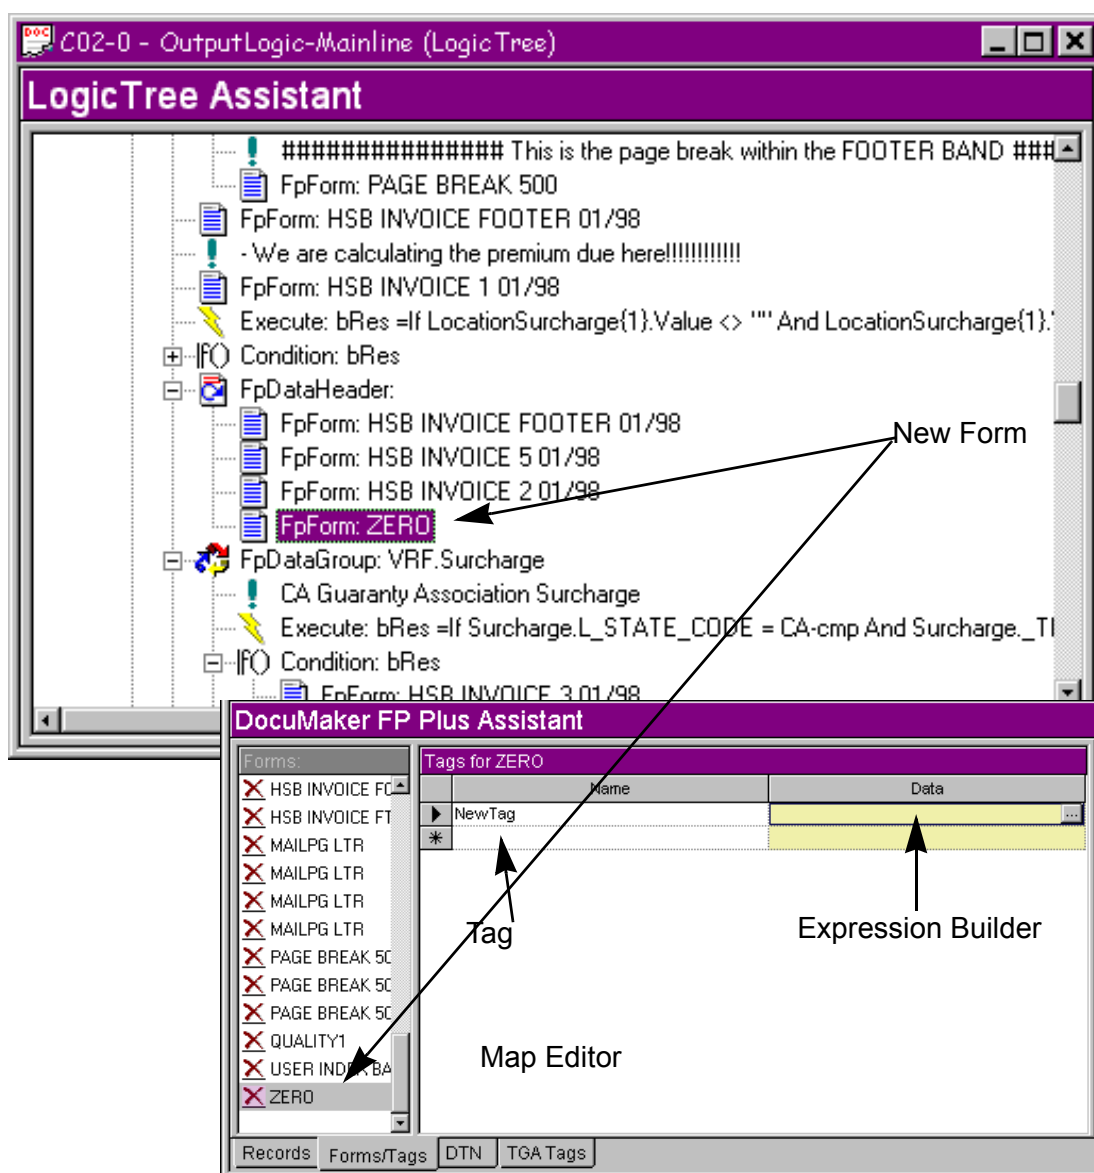 C02-0 - OutputLogic-Mainline (LogicTree)
LogicTree Assistant
############### This is the page break within the FOOTER BAND ###
FpForm: PAGE BREAK 500
FpForm: HSB INVOICE FOOTER 01/98
- We are calculating the premium due here!!!!!!!!!!!!
FpForm: HSB INVOICE 1 01/98
Execute: bRes =If LocationSurcharge{1}.Value <> "" And LocationSurcharge{1}.
If() Condition: bRes
FpDataHeader:
FpForm: HSB INVOICE FOOTER 01/98
New Form
FpForm: HSB INVOICE 5 01/98
FpForm: HSB INVOICE 2 01/98
FpForm: ZERO
FpDataGroup: VRF.Surcharge
CA Guaranty Association Surcharge
Execute: bRes =If Surcharge.L_STATE_CODE = CA-cmp And Surcharge._TI
If() Condition: bRes
FpForm: HSB INVOICE 3 01/98
DocuMaker FP Plus Assistant
Forms:
Tags for ZERO
Name Data
HSB INVOICE FO
HSB INVOICE FT
MAILPG LTR
MAILPG LTR
MAILPG LTR
MAILPG LTR
PAGE BREAK 50
PAGE BREAK 50
PAGE BREAK 50
QUALITY1
USER INDEX BA
ZERO
NewTag ...
Tag
Expression Builder
Map Editor
Records Forms/Tags DTN TGA Tags